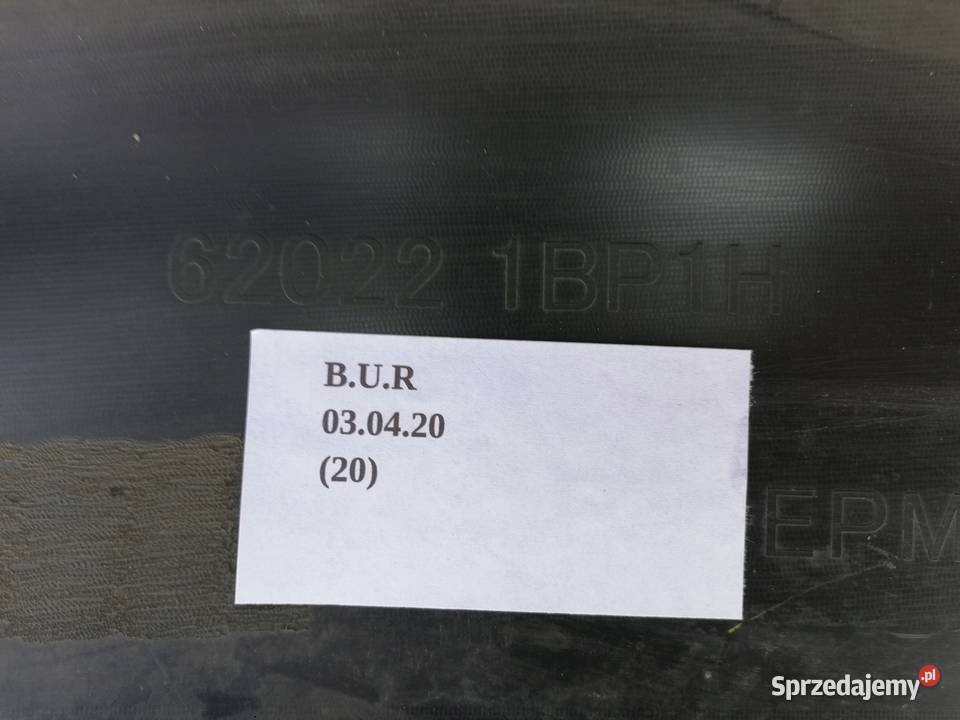 62022 1BP1H
B.U.R
03.04.20
(20)
EPM
Sprzedajemy.pl